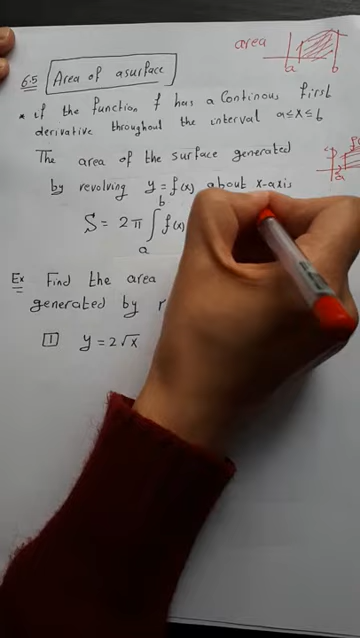 area
a b
6.5 Area of a surface
* if the function f has a Continous first
derivative throughout the interval a≤x≤b
The area of the surface generated
by revolving y=f(x) about x-axis
S = 2π ∫ₐᵇ f(x)
Ex Find the area
generated by
1 y = 2√x